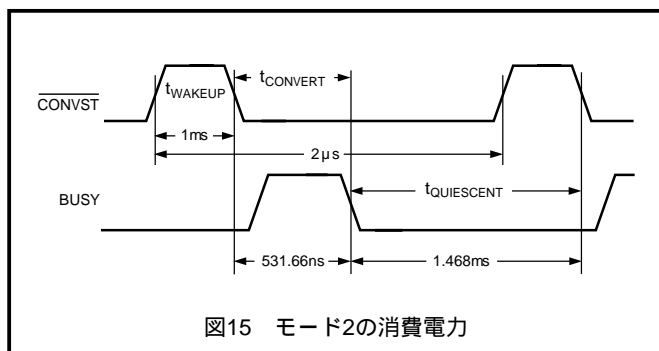 tCONVERT
CONVST
tWAKEUP
1ms
2μs
BUSY
tQUIESCENT
531.66ns
1.468ms
図15 モード2の消費電力